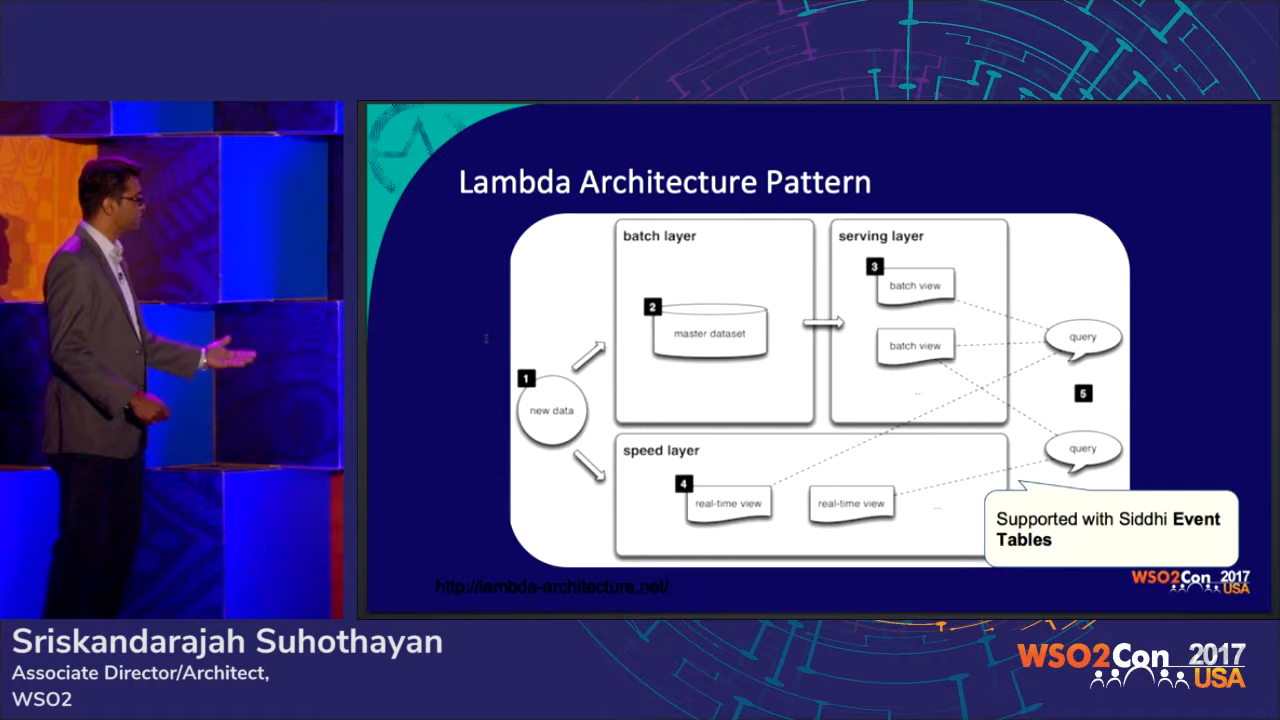 Lambda Architecture Pattern
batch layer
serving layer
3
batch view
2
master dataset
batch view
query
...
1
new data
5
speed layer
query
4
real-time view
real-time view
...
Supported with Siddhi Event
Tables
http://lambda-architecture.net/
WSO2Con 2017
USA
Sriskandarajah Suhothayan
Associate Director/Architect,
WSO2
WSO2Con 2017
USA